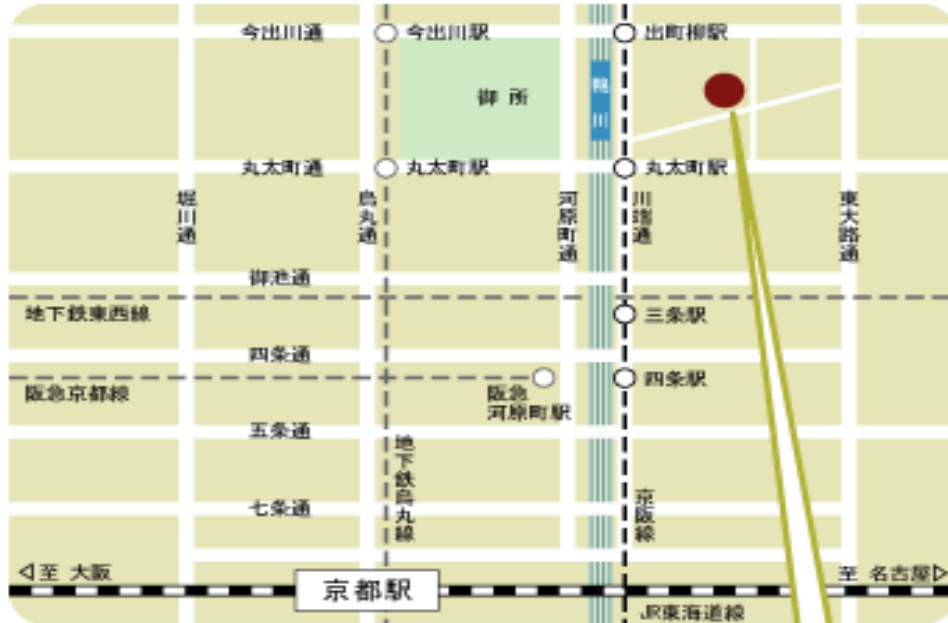 今出川通
今出川駅
出町柳駅
御 所
鴨川
丸太町通
丸太町駅
丸太町駅
堀川通
烏丸通
河原町通
川端通
東大路通
御池通
地下鉄東西線
三条駅
四条通
四条駅
阪急京都線
阪急
河原町駅
五条通
地下鉄烏丸線
七条通
京阪線
◁至 大阪
京都駅
至 名古屋▷
JR東海道線